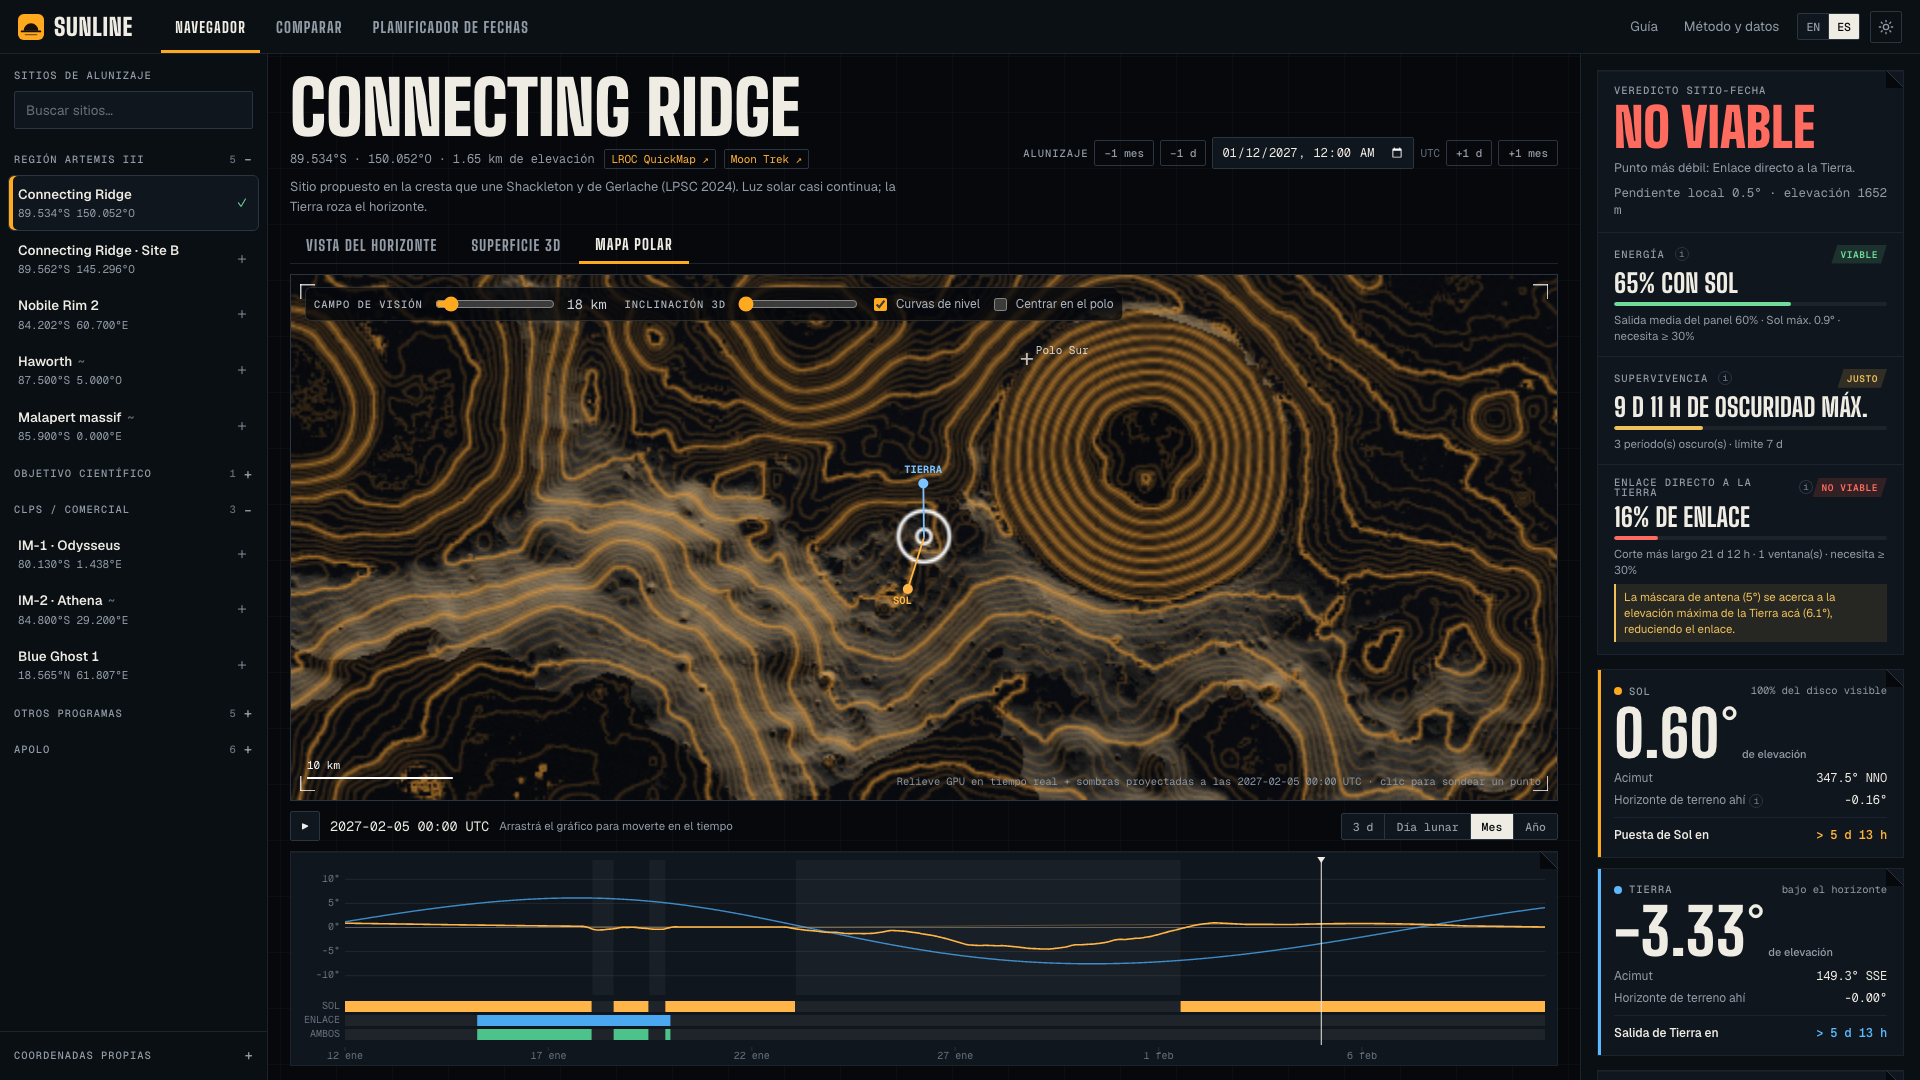 SUNLINE
NAVEGADOR
COMPARAR
PLANIFICADOR DE FECHAS
Guía
Método y datos
EN
ES
SITIOS DE ALUNIZAJE
Buscar sitios…
REGIÓN ARTEMIS III 5 −
Connecting Ridge
89.534°S 150.052°O ✓
Connecting Ridge · Site B
89.562°S 145.296°O +
Nobile Rim 2
84.202°S 60.700°E +
Haworth ~
87.500°S 5.000°O +
Malapert massif ~
85.900°S 0.000°E +
OBJETIVO CIENTÍFICO 1 +
CLPS / COMERCIAL 3 −
IM-1 · Odysseus
80.130°S 1.438°E +
IM-2 · Athena ~
84.800°S 29.200°E +
Blue Ghost 1
18.565°N 61.807°E +
OTROS PROGRAMAS 5 +
APOLO 6 +
COORDENADAS PROPIAS +
CONNECTING RIDGE
89.534°S · 150.052°O · 1.65 km de elevación
LROC QuickMap ↗
Moon Trek ↗
Sitio propuesto en la cresta que une Shackleton y de Gerlache (LPSC 2024). Luz solar casi continua; la
Tierra roza el horizonte.
ALUNIZAJE
−1 mes
−1 d
01/12/2027, 12:00 AM
UTC
+1 d
+1 mes
VISTA DEL HORIZONTE
SUPERFICIE 3D
MAPA POLAR
CAMPO DE VISIÓN
18 km
INCLINACIÓN 3D
Curvas de nivel
Centrar en el polo
Polo Sur
TIERRA
SOL
10 km
Relieve GPU en tiempo real + sombras proyectadas a las 2027-02-05 00:00 UTC · clic para sondear un punto
2027-02-05 00:00 UTC
Arrastrá el gráfico para moverte en el tiempo
3 d
Día lunar
Mes
Año
10°
5°
0°
−5°
−10°
SOL
ENLACE
AMBOS
12 ene
17 ene
22 ene
27 ene
1 feb
6 feb
VEREDICTO SITIO-FECHA
NO VIABLE
Punto más débil: Enlace directo a la Tierra.
Pendiente local 0.5° · elevación 1652
m
ENERGÍA i VIABLE
65% CON SOL
Salida media del panel 60% · Sol máx. 0.9° ·
necesita ≥ 30%
SUPERVIVENCIA i JUSTO
9 D 11 H DE OSCURIDAD MÁX.
3 período(s) oscuro(s) · límite 7 d
ENLACE DIRECTO A LA
TIERRA i NO VIABLE
16% DE ENLACE
Corte más largo 21 d 12 h · 1 ventana(s) · necesita ≥
30%
La máscara de antena (5°) se acerca a la
elevación máxima de la Tierra acá (6.1°),
reduciendo el enlace.
SOL
100% del disco visible
0.60° de elevación
Acimut 347.5° NNO
Horizonte de terreno ahí i −0.16°
Puesta de Sol en > 5 d 13 h
TIERRA
bajo el horizonte
−3.33° de elevación
Acimut 149.3° SSE
Horizonte de terreno ahí −0.00°
Salida de Tierra en > 5 d 13 h